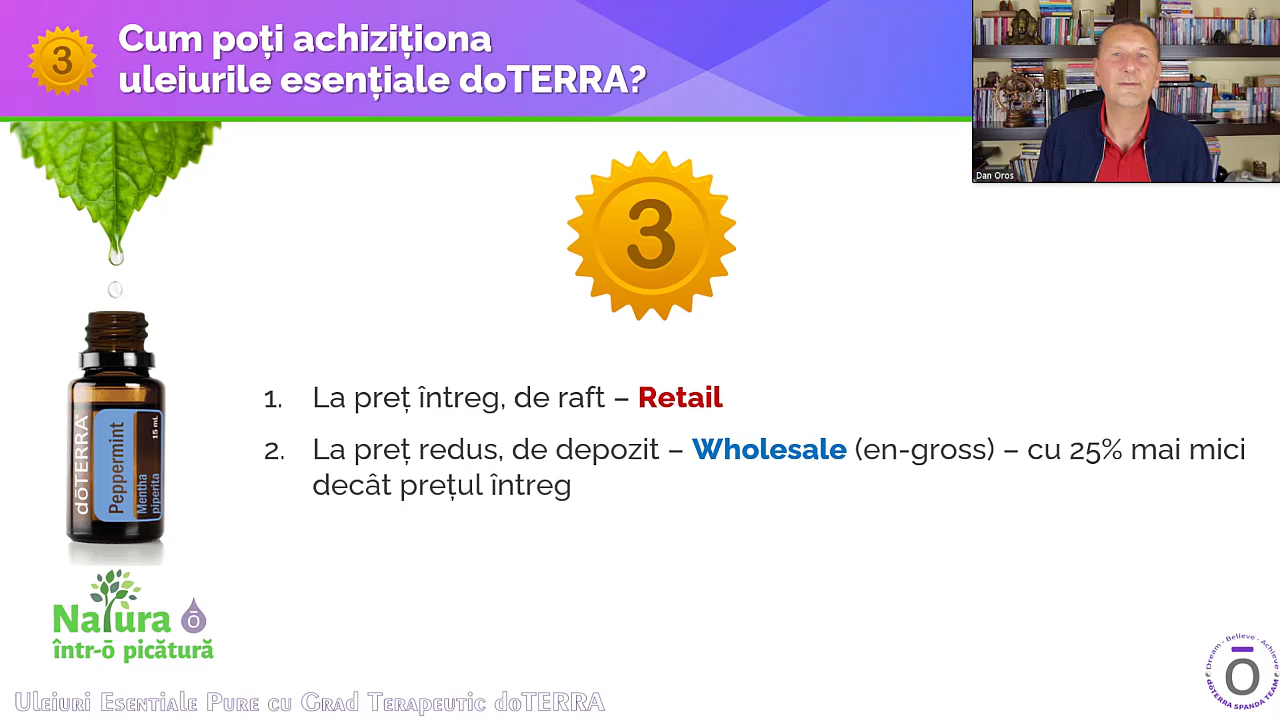 3
Cum poți achiziționa
uleiurile esențiale doTERRA?
Dan Oros
3
1. La preț întreg, de raft – Retail
2. La preț redus, de depozit – Wholesale (en-gross) – cu 25% mai mici
decât prețul întreg
dōTERRA
Peppermint
15 mL
Mentha
piperita
Natura ō
într-ō picătură
Uleiuri Esentiale Pure cu Grad Terapeutic doTERRA
Dream - Believe - Achieve
Ō
dōTERRA SPANDA TEAM